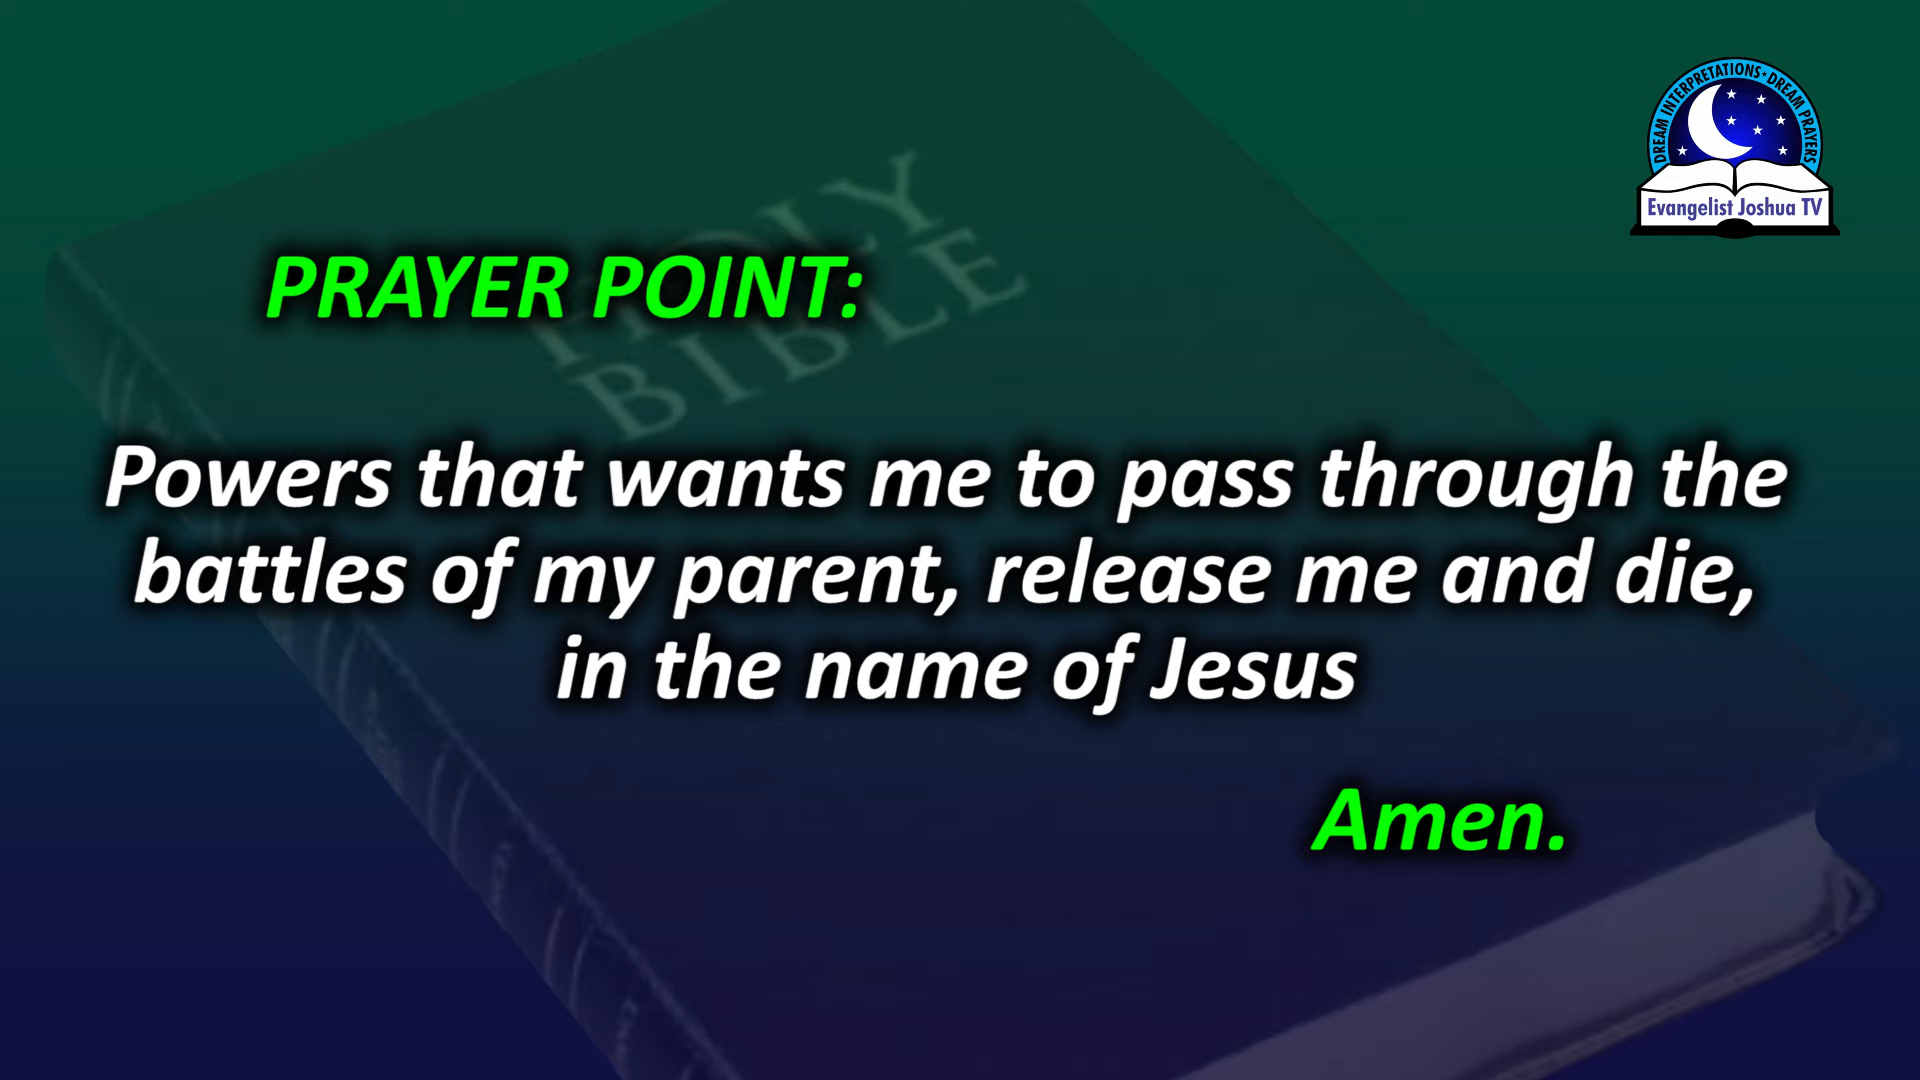 DREAM INTERPRETATIONS • DREAM PRAYERS
Evangelist Joshua TV
HOLY
BIBLE
PRAYER POINT:
Powers that wants me to pass through the
battles of my parent, release me and die,
in the name of Jesus
Amen.